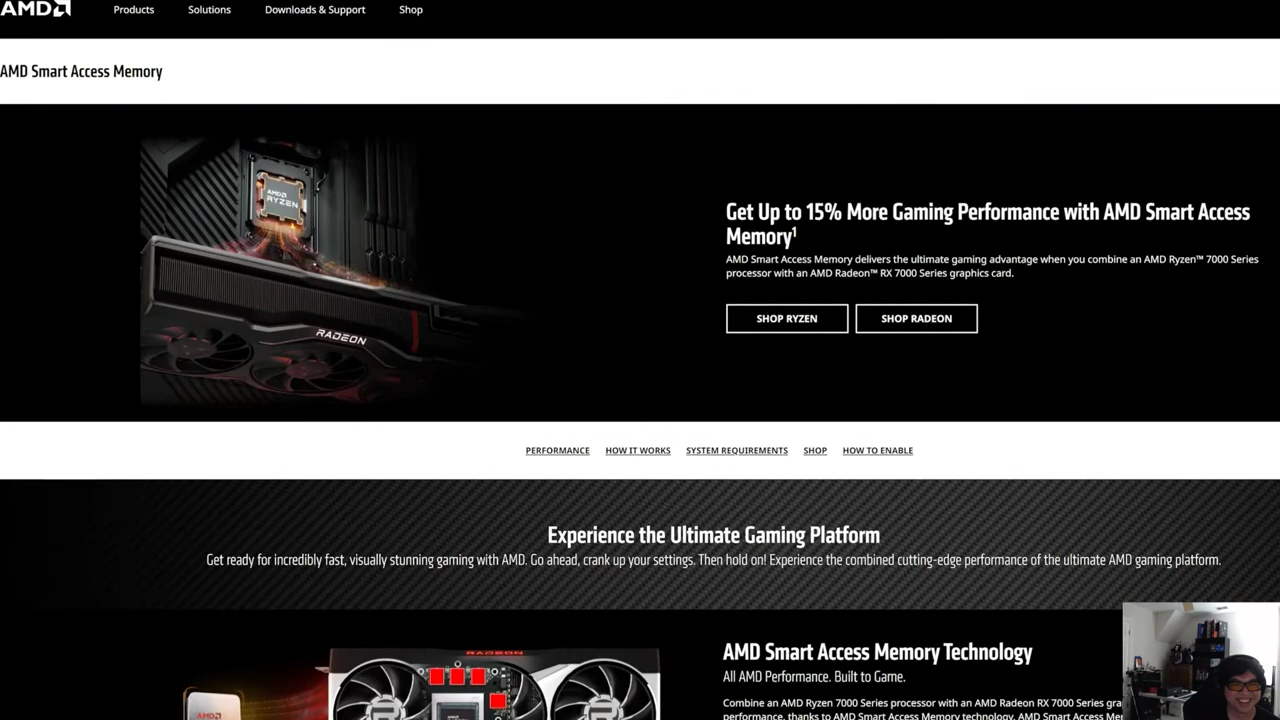 AMD
Products
Solutions
Downloads & Support
Shop
AMD Smart Access Memory
AMD
RYZEN
RADEON
Get Up to 15% More Gaming Performance with AMD Smart Access
Memory¹
AMD Smart Access Memory delivers the ultimate gaming advantage when you combine an AMD Ryzen™ 7000 Series
processor with an AMD Radeon™ RX 7000 Series graphics card.
SHOP RYZEN
SHOP RADEON
PERFORMANCE
HOW IT WORKS
SYSTEM REQUIREMENTS
SHOP
HOW TO ENABLE
Experience the Ultimate Gaming Platform
Get ready for incredibly fast, visually stunning gaming with AMD. Go ahead, crank up your settings. Then hold on! Experience the combined cutting-edge performance of the ultimate AMD gaming platform.
RADEON
AMD
AMD Smart Access Memory Technology
All AMD Performance. Built to Game.
Combine an AMD Ryzen 7000 Series processor with an AMD Radeon RX 7000 Series gra
performance, thanks to AMD Smart Access Memory technology. AMD Smart Access Me